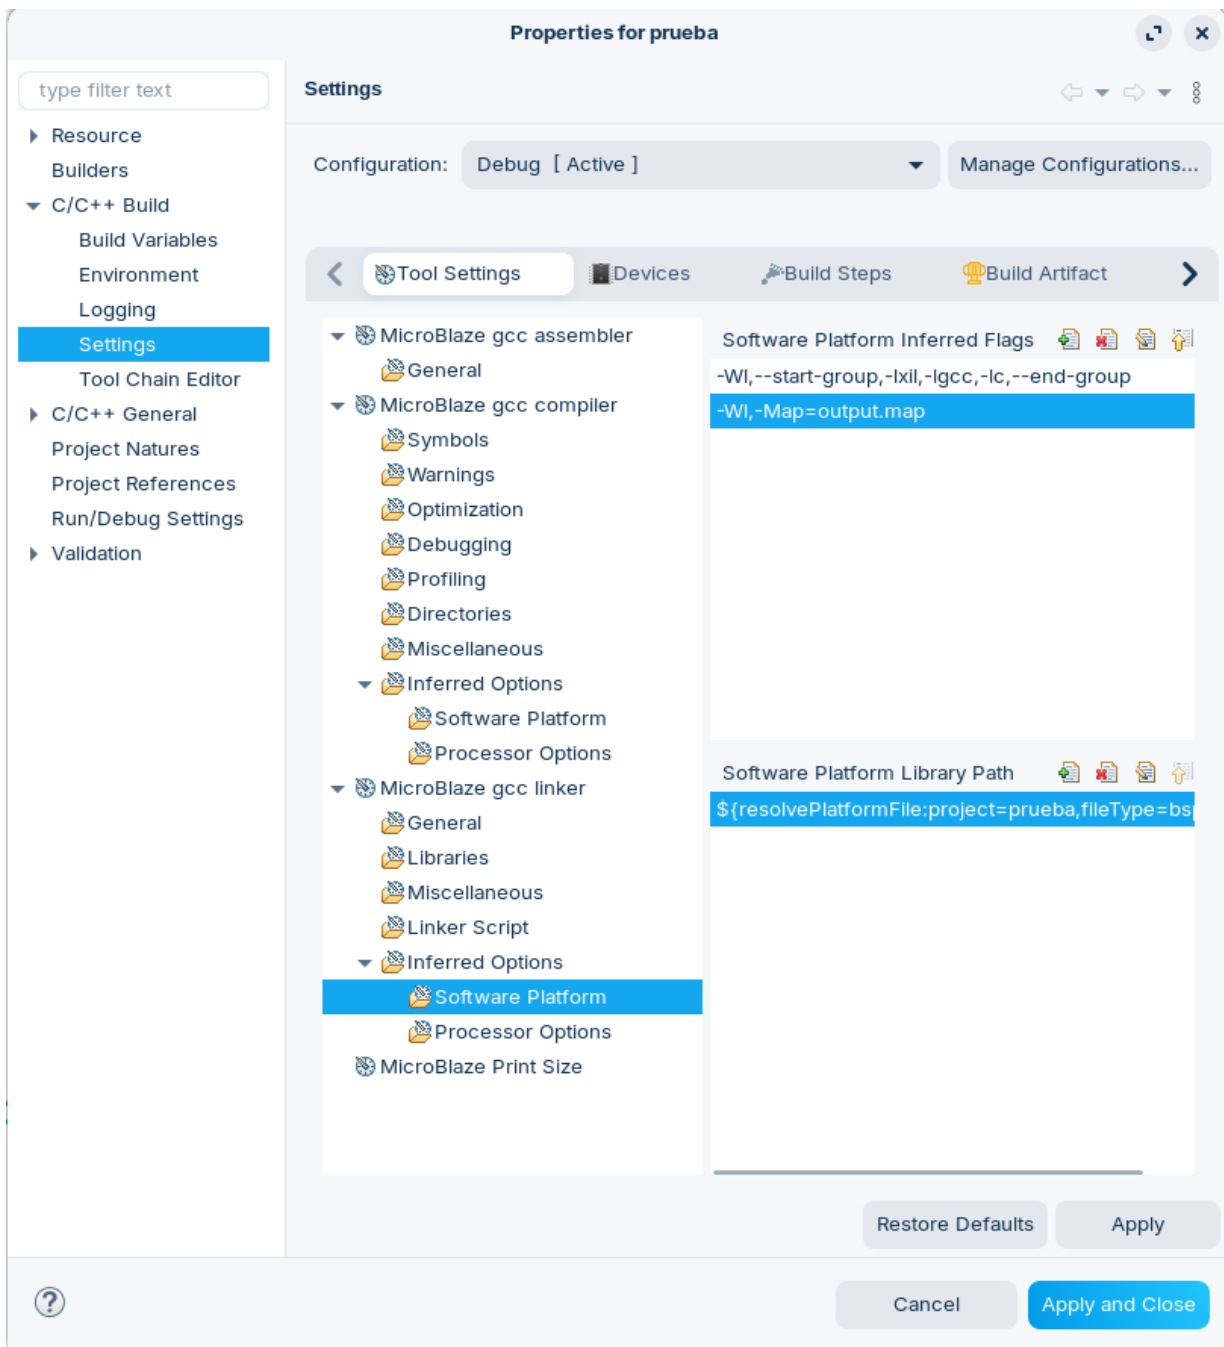 Properties for prueba
type filter text
Resource
Builders
C/C++ Build
Build Variables
Environment
Logging
Settings
Tool Chain Editor
C/C++ General
Project Natures
Project References
Run/Debug Settings
Validation
Settings
Configuration:
Debug [ Active ]
Manage Configurations...
Tool Settings
Devices
Build Steps
Build Artifact
MicroBlaze gcc assembler
General
MicroBlaze gcc compiler
Symbols
Warnings
Optimization
Debugging
Profiling
Directories
Miscellaneous
Inferred Options
Software Platform
Processor Options
MicroBlaze gcc linker
General
Libraries
Miscellaneous
Linker Script
Inferred Options
Software Platform
Processor Options
MicroBlaze Print Size
Software Platform Inferred Flags
-Wl,--start-group,-lxil,-lgcc,-lc,--end-group
-Wl,-Map=output.map
Software Platform Library Path
${resolvePlatformFile:project=prueba,fileType=bsp
Restore Defaults
Apply
?
Cancel
Apply and Close